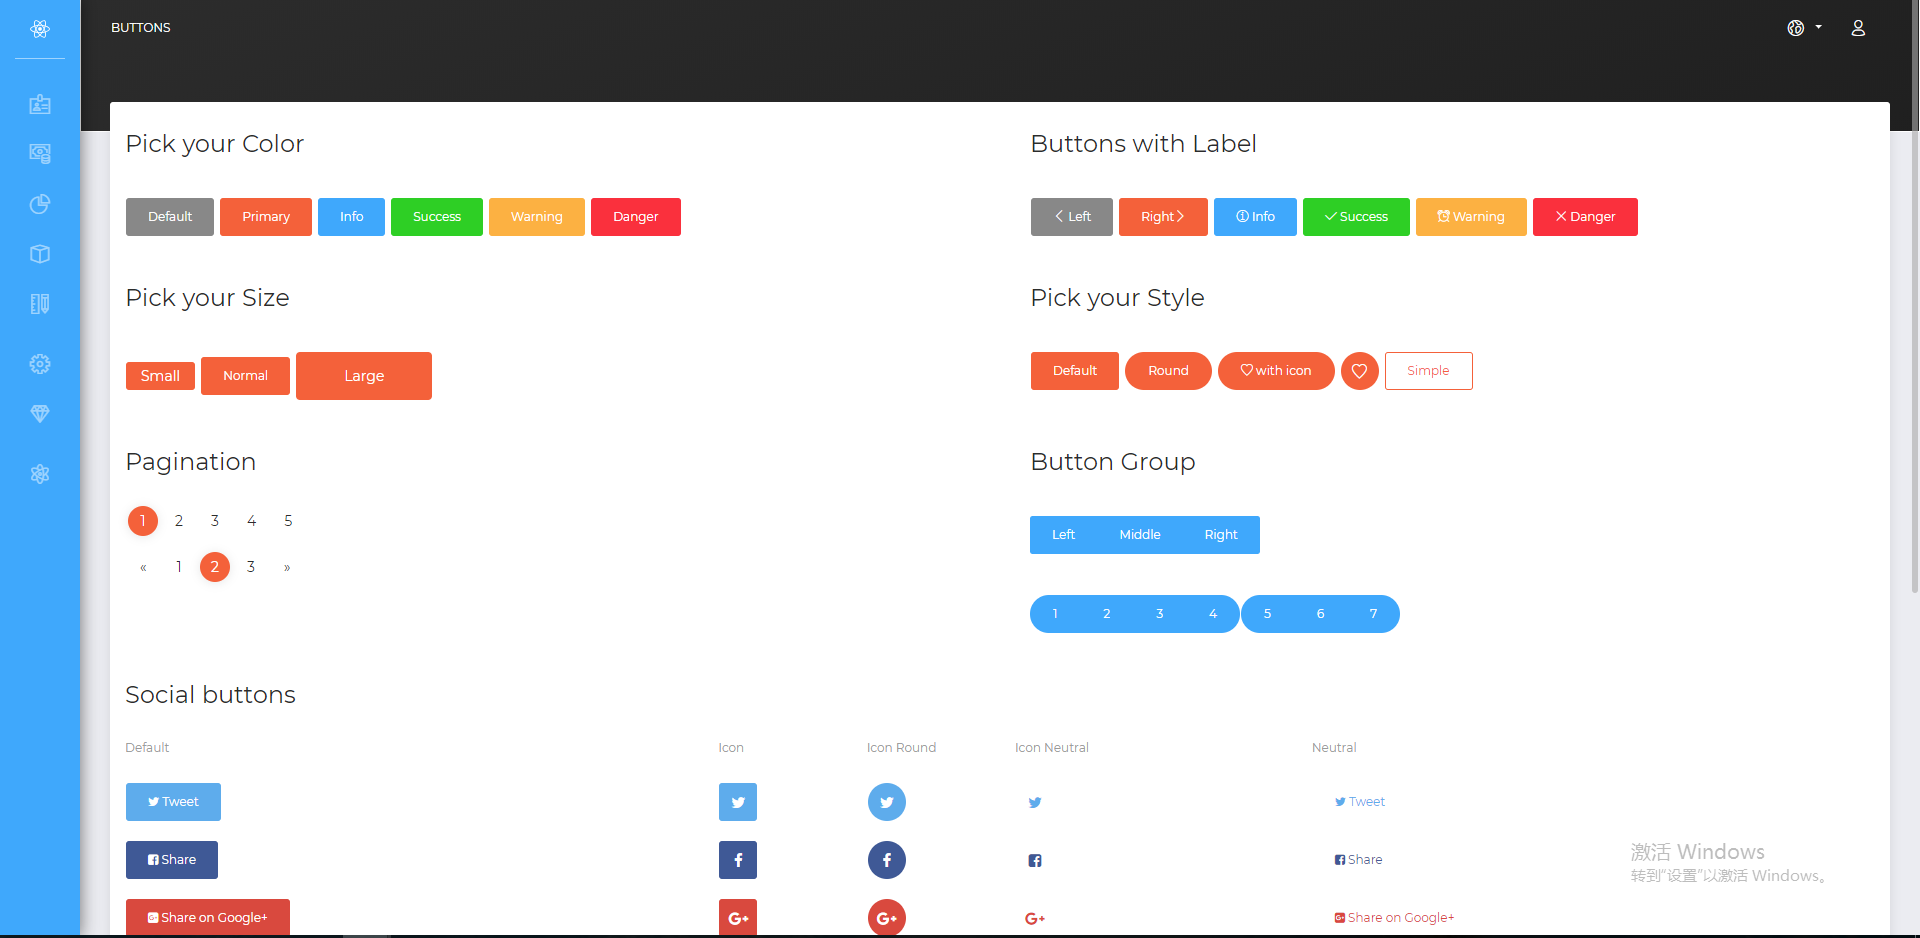 BUTTONS
Pick your Color
Buttons with Label
Default Primary Info Success Warning Danger
Left Right Info Success Warning Danger
Pick your Size
Pick your Style
Small Normal Large
Default Round with icon Simple
Pagination
Button Group
1 2 3 4 5
Left Middle Right
« 1 2 3 »
1 2 3 4 5 6 7
Social buttons
Default Icon Icon Round Icon Neutral Neutral
Tweet Tweet
Share Share
激活 Windows
转到“设置”以激活 Windows。
Share on Google+ G+ G+ G+ Share on Google+